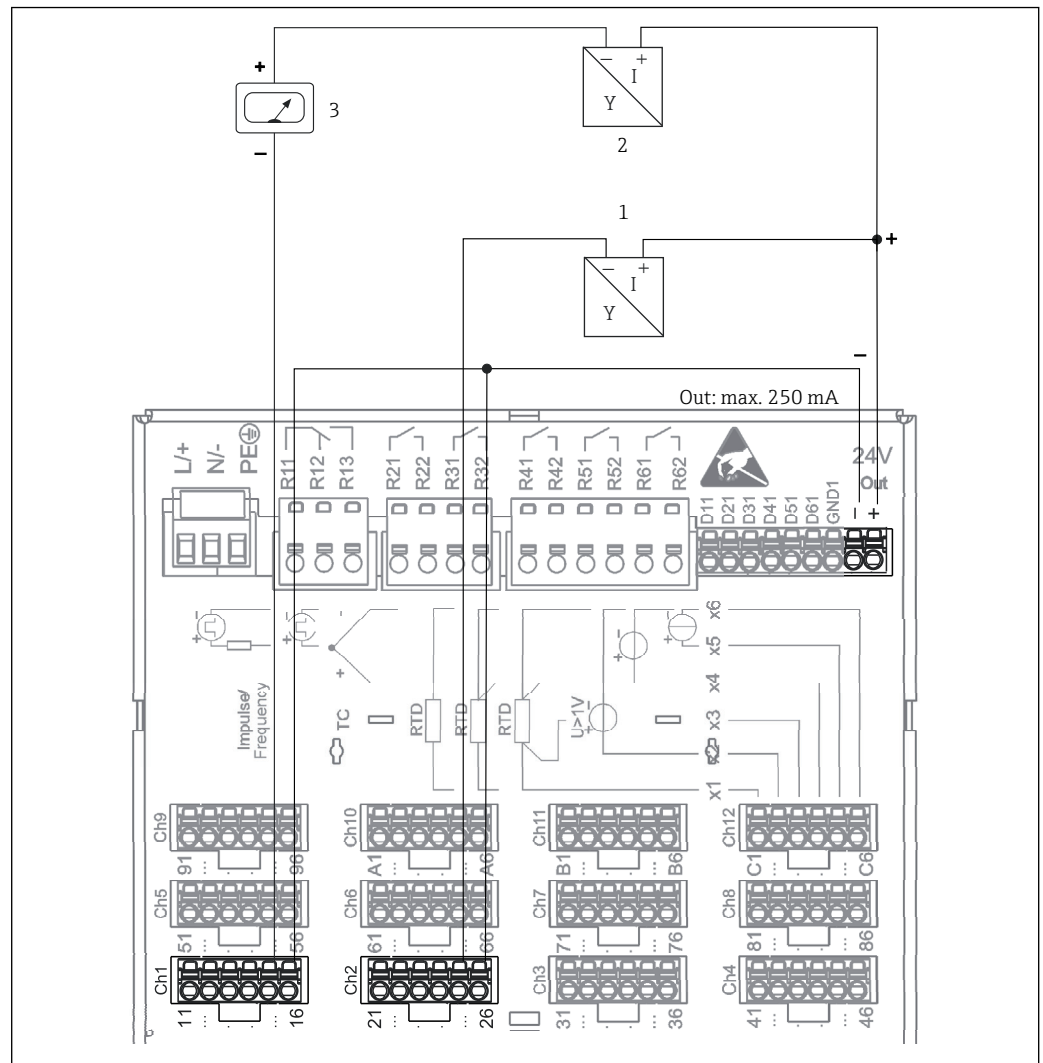 − +
I
Y
2
+
3
−
1
− +
I
Y
+
−
Out: max. 250 mA
L/+
N/-
PE
R11
R12
R13
R21
R22
R31
R32
R41
R42
R51
R52
R61
R62
D11
D21
D31
D41
D51
D61
GND1
24V
Out
− +
+ -
+ -
-
+
Impulse/
Frequency
TC
RTD
RTD
RTD
U>1V
+ -
+ -
+ -
x6
x5
x4
x3
x2
x1
Ch9
91 ... 96
Ch10
A1 ... A6
Ch11
B1 ... B6
Ch12
C1 ... C6
Ch5
51 ... 56
Ch6
61 ... 66
Ch7
71 ... 76
Ch8
81 ... 86
Ch1
11 ... 16
Ch2
21 ... 26
Ch3
31 ... 36
Ch4
41 ... 46